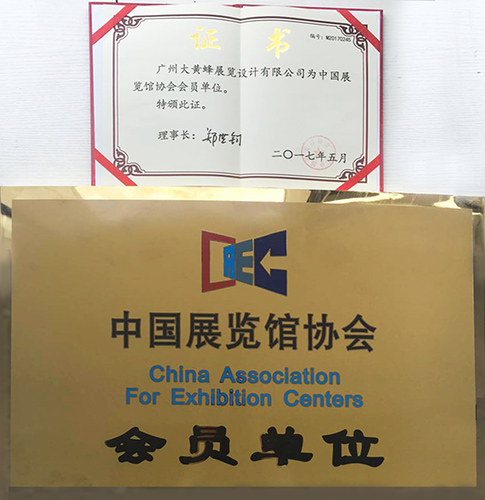 证 书
编号：M2017024S
广州大黄蜂展览设计有限公司为中国展
览馆协会会员单位。
特颁此证。
理事长：
二〇一七年五月
中国展览馆协会
China Association
For Exhibition Centers
会员单位